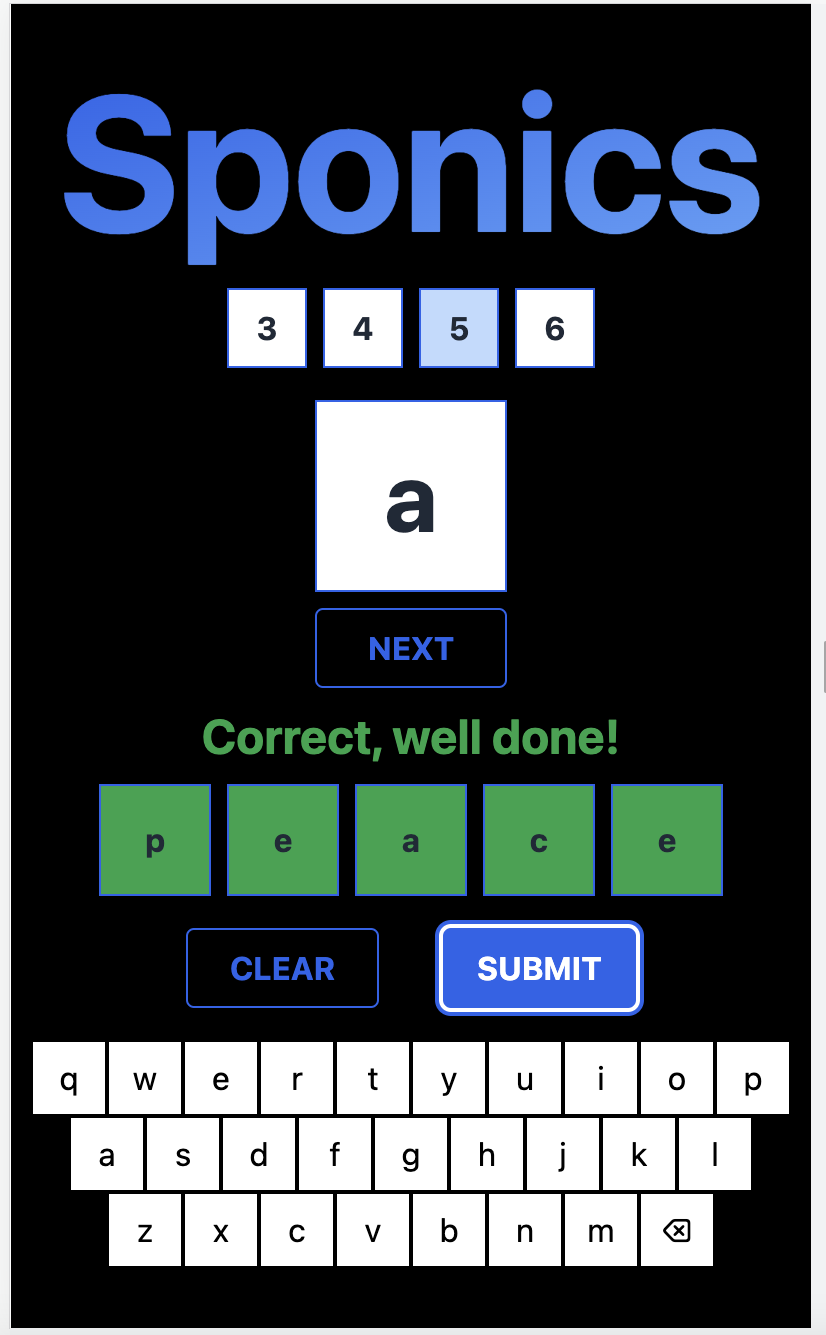 Sponics
3 4 5 6
a
NEXT
Correct, well done!
p e a c e
CLEAR SUBMIT
q w e r t y u i o p
a s d f g h j k l
z x c v b n m